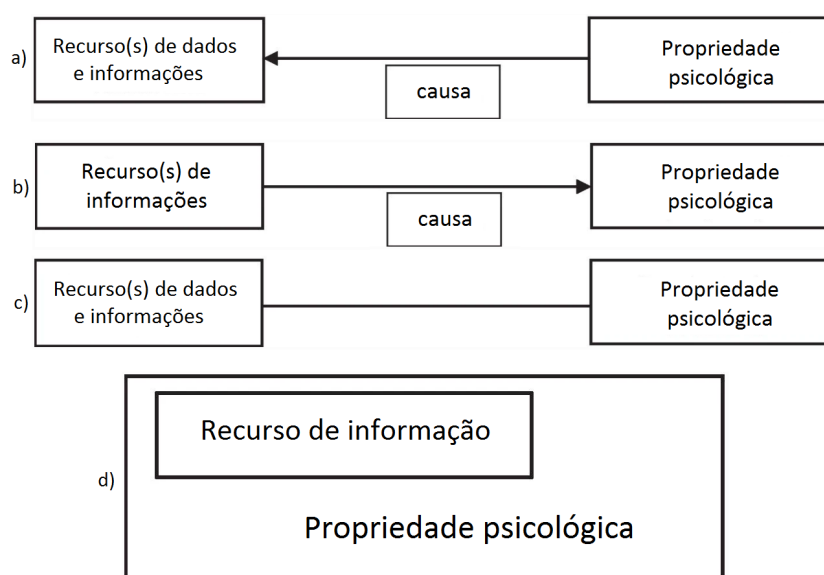 a)
Recurso(s) de dados
e informações
causa
Propriedade
psicológica
b)
Recurso(s) de
informações
causa
Propriedade
psicológica
c)
Recurso(s) de dados
e informações
Propriedade
psicológica
d)
Recurso de informação
Propriedade psicológica